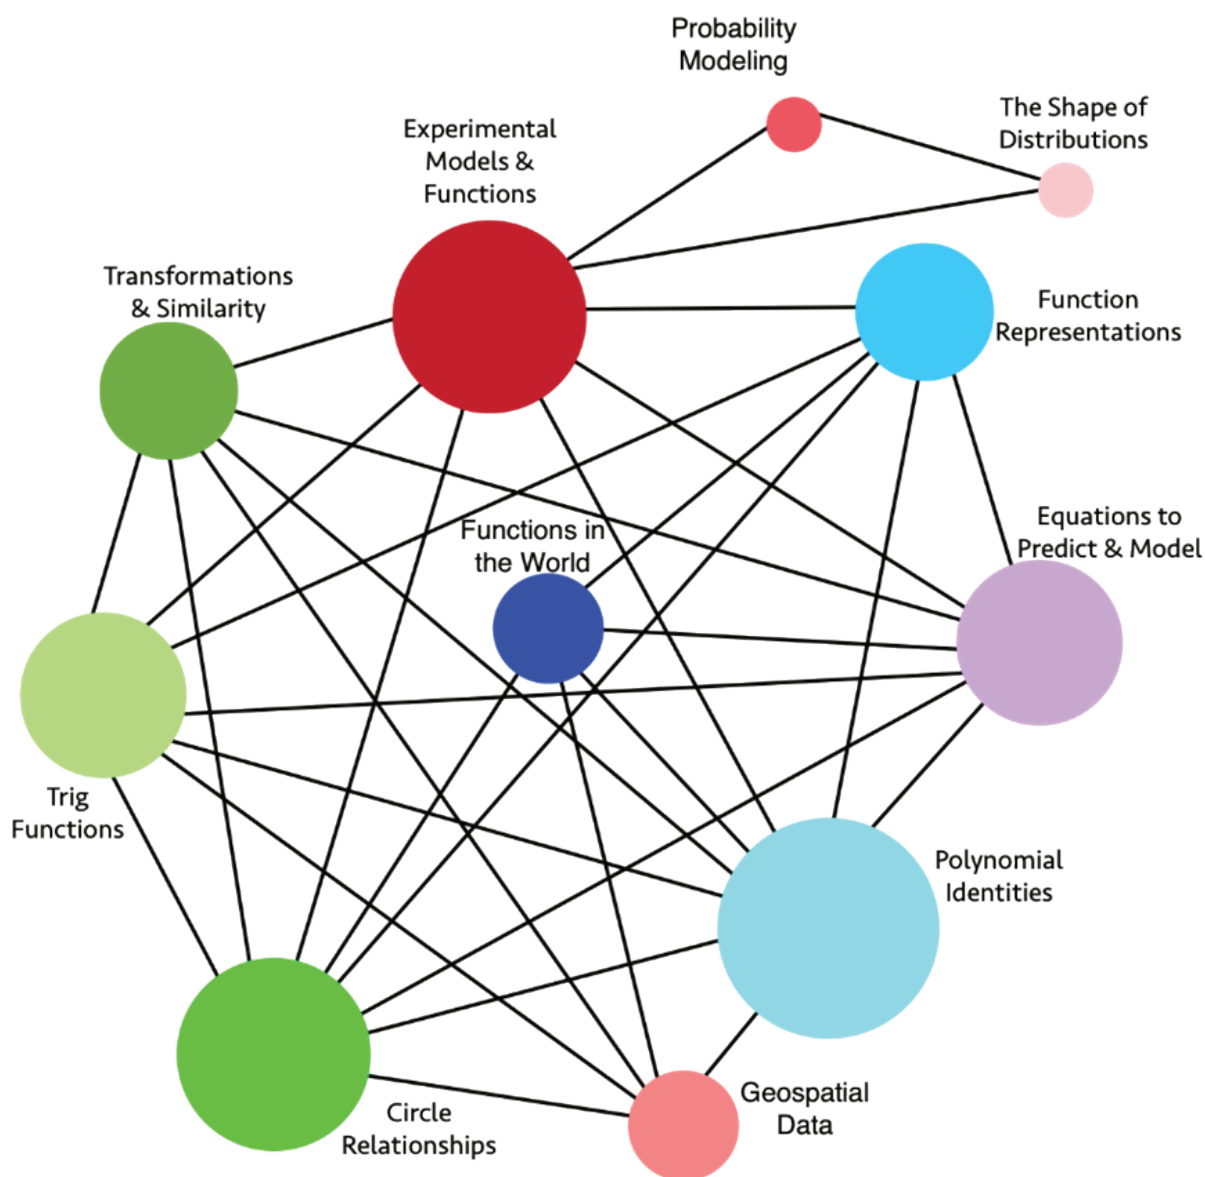 Probability
Modeling
The Shape of
Distributions
Experimental
Models &
Functions
Transformations
& Similarity
Function
Representations
Equations to
Predict & Model
Functions in
the World
Trig
Functions
Polynomial
Identities
Geospatial
Data
Circle
Relationships